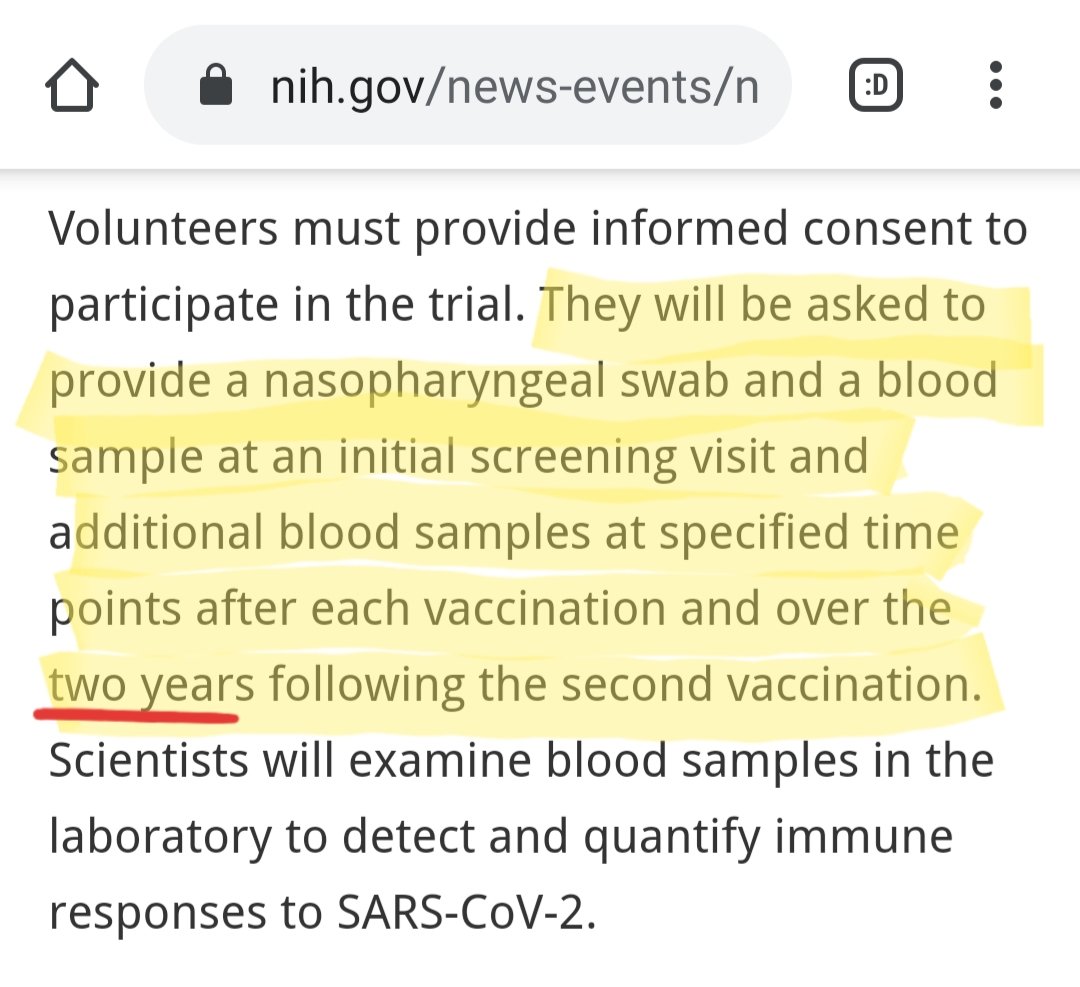 nih.gov/news-events/n
:D
Volunteers must provide informed consent to
participate in the trial. They will be asked to
provide a nasopharyngeal swab and a blood
sample at an initial screening visit and
additional blood samples at specified time
points after each vaccination and over the
two years following the second vaccination.
Scientists will examine blood samples in the
laboratory to detect and quantify immune
responses to SARS-CoV-2.